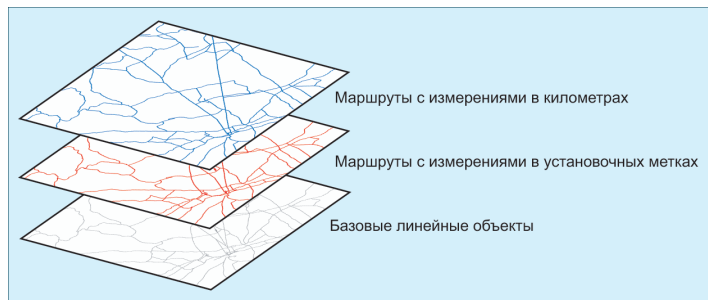 Маршруты с измерениями в километрах
Маршруты с измерениями в установочных метках
Базовые линейные объекты